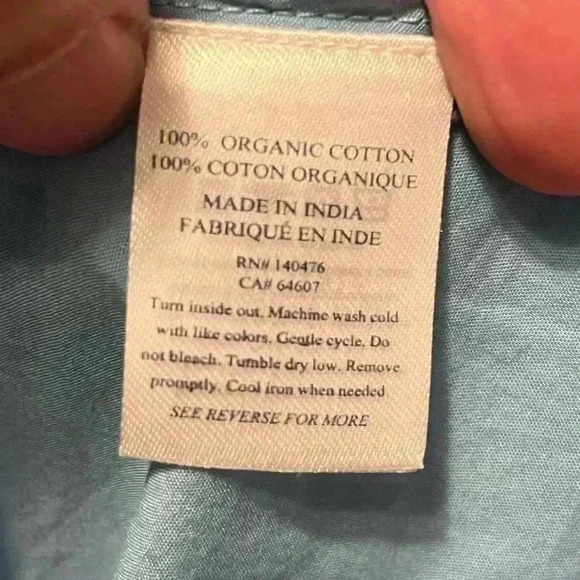 100% ORGANIC COTTON
100% COTON ORGANIQUE
MADE IN INDIA
FABRIQUÉ EN INDE
RN# 140476
CA# 64607
Turn inside out. Machine wash cold
with like colors. Gentle cycle. Do
not bleach. Tumble dry low. Remove
promptly. Cool iron when needed
SEE REVERSE FOR MORE